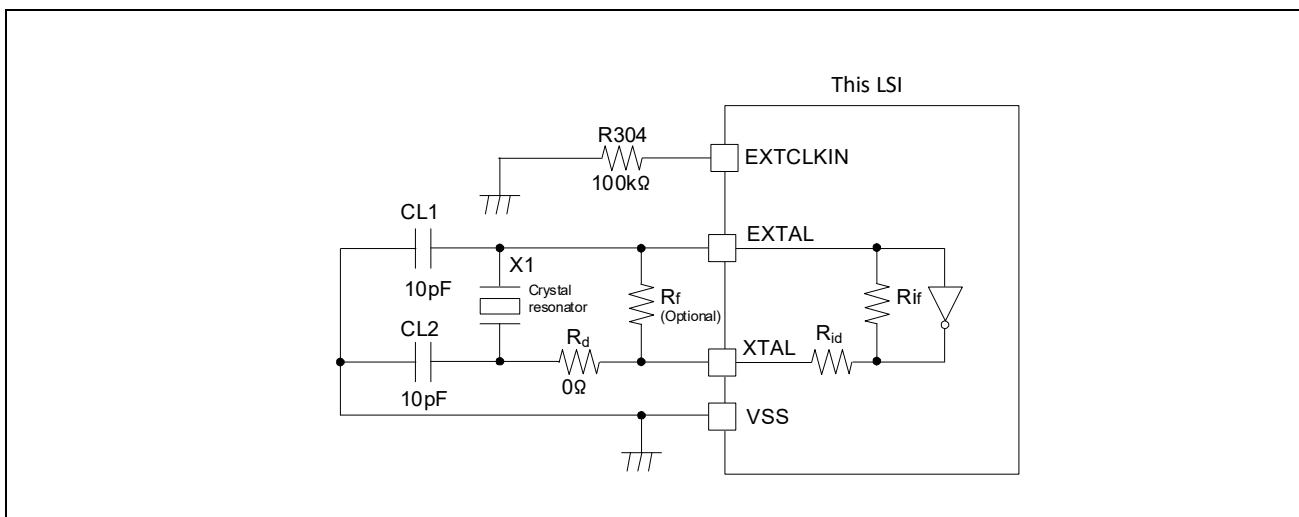 This LSI
R304
EXTCLKIN
100kΩ
CL1
EXTAL
X1
10pF
Crystal
resonator
Rf
(Optional)
Rif
CL2
Rd
XTAL
Rid
0Ω
10pF
VSS